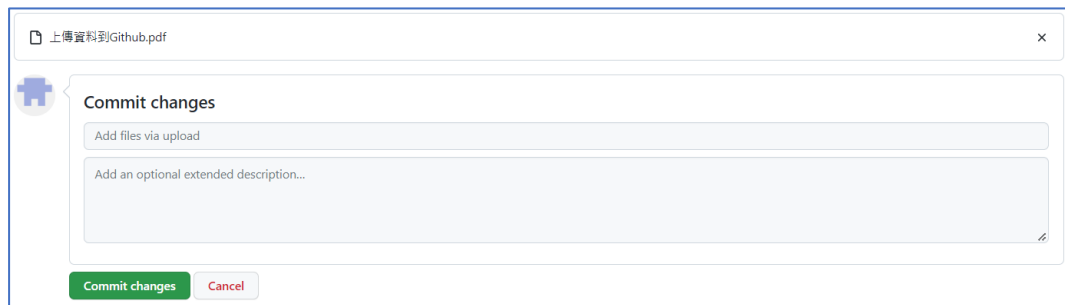 上傳資料到Github.pdf
Commit changes
Add files via upload
Add an optional extended description...
Commit changes Cancel